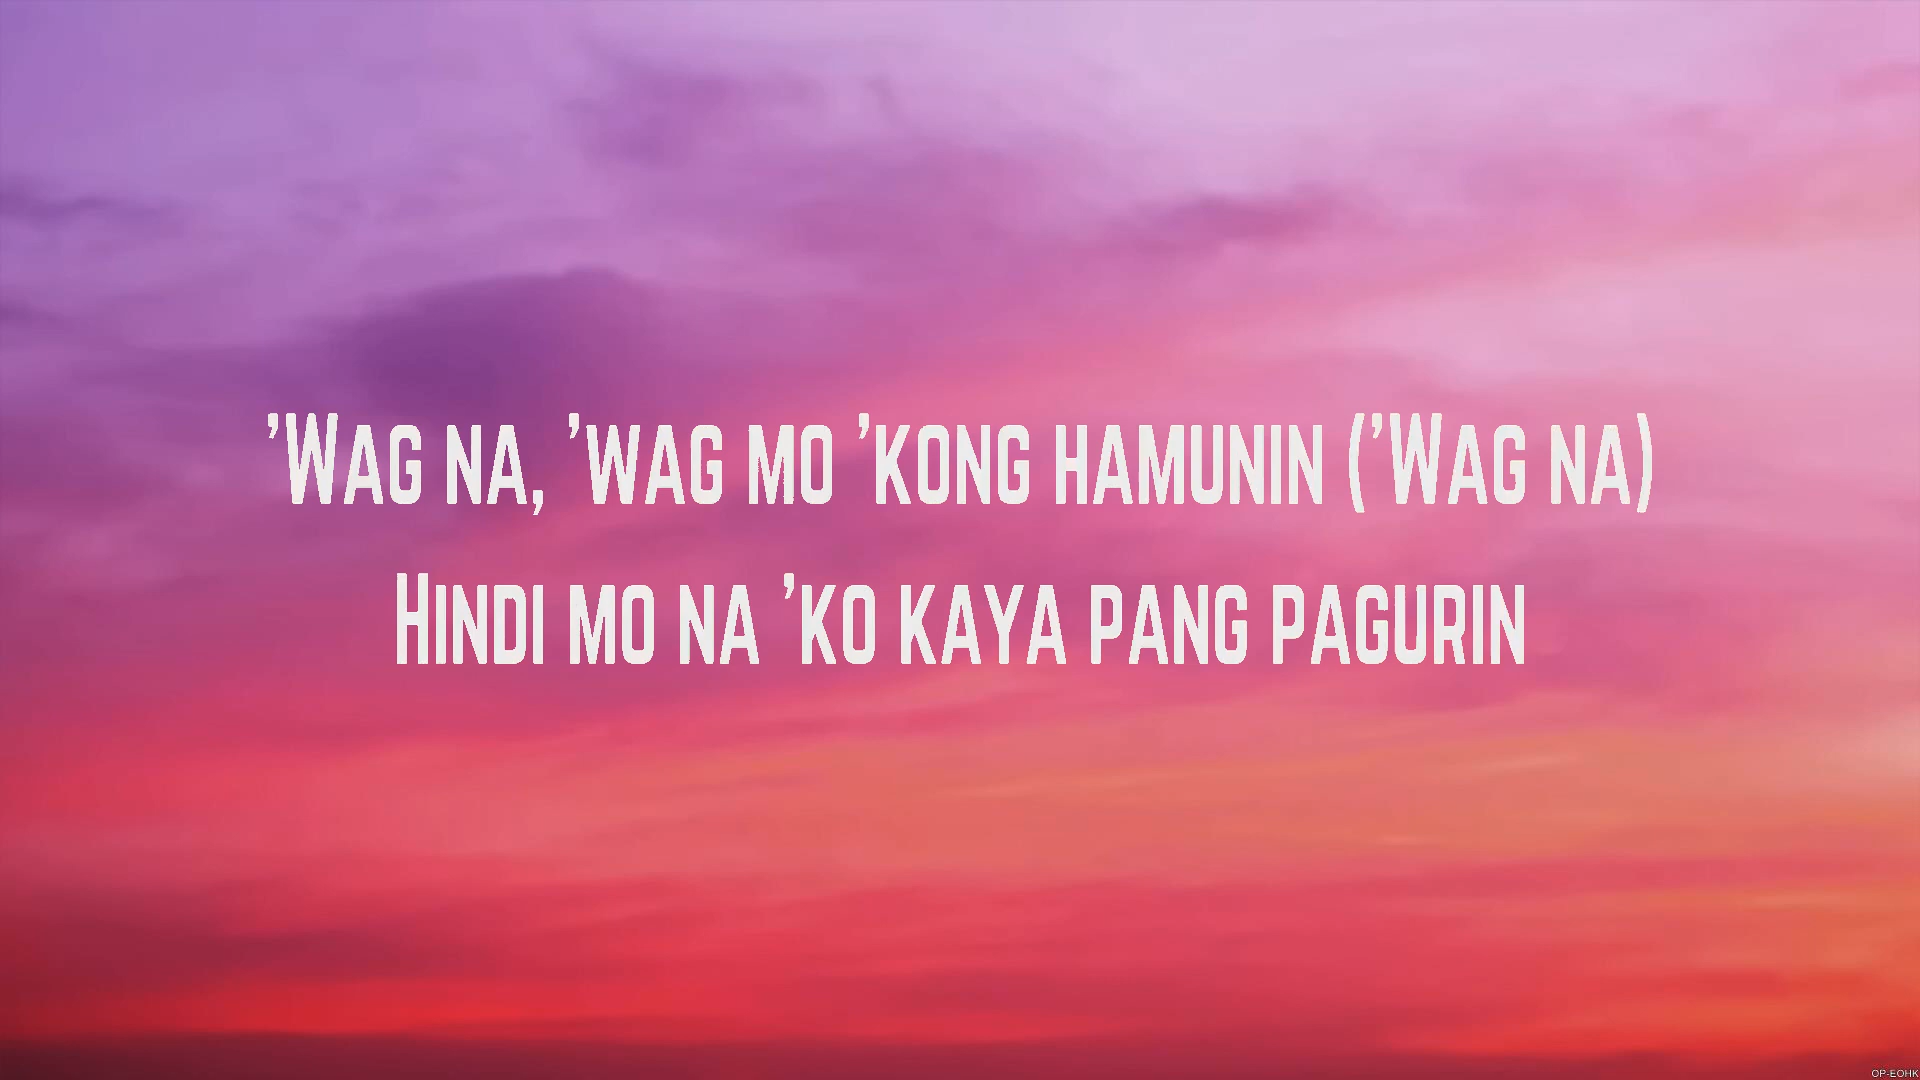 'Wag na, 'wag mo 'kong hamunin ('Wag na)
Hindi mo na 'ko kaya pang pagurin
OP-EOHK